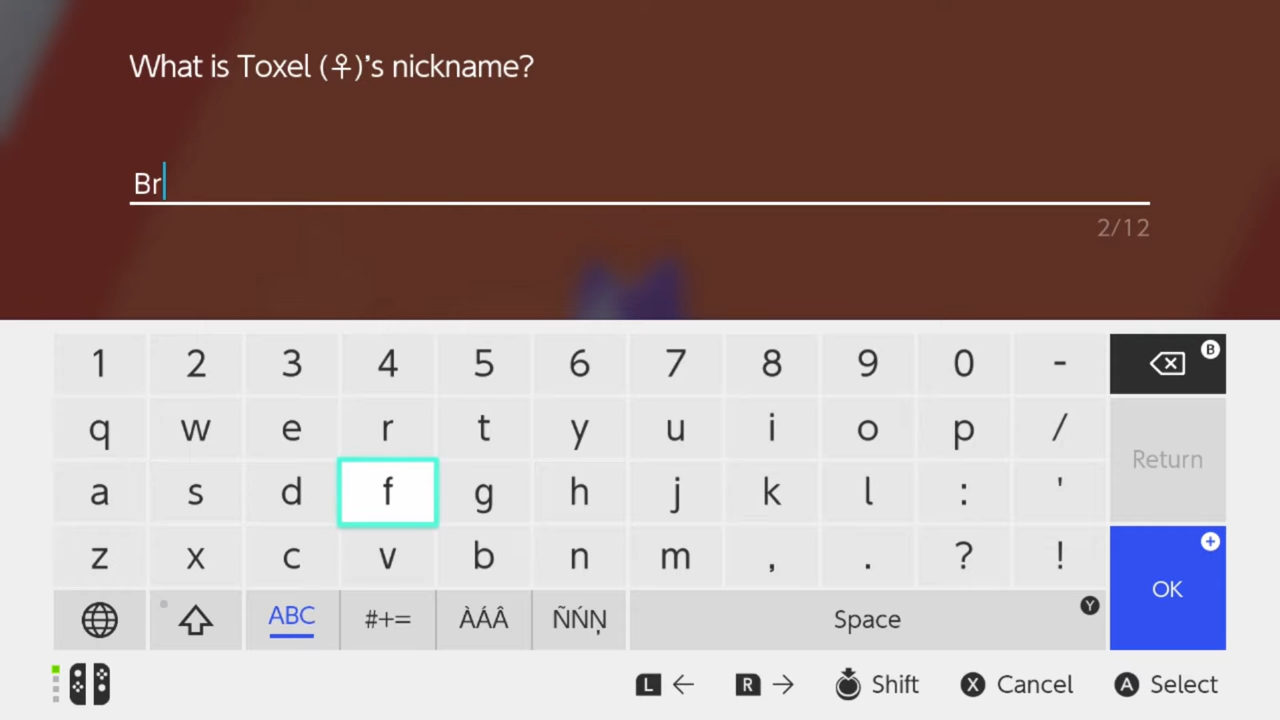 What is Toxel (♀)'s nickname?
Br
2/12
1 2 3 4 5 6 7 8 9 0 - B
q w e r t y u i o p / Return
a s d f g h j k l : '
z x c v b n m , . ? ! + OK
ABC #+= ÀÁÂ ÑŃŅ Space Y
L ← R → Shift X Cancel A Select